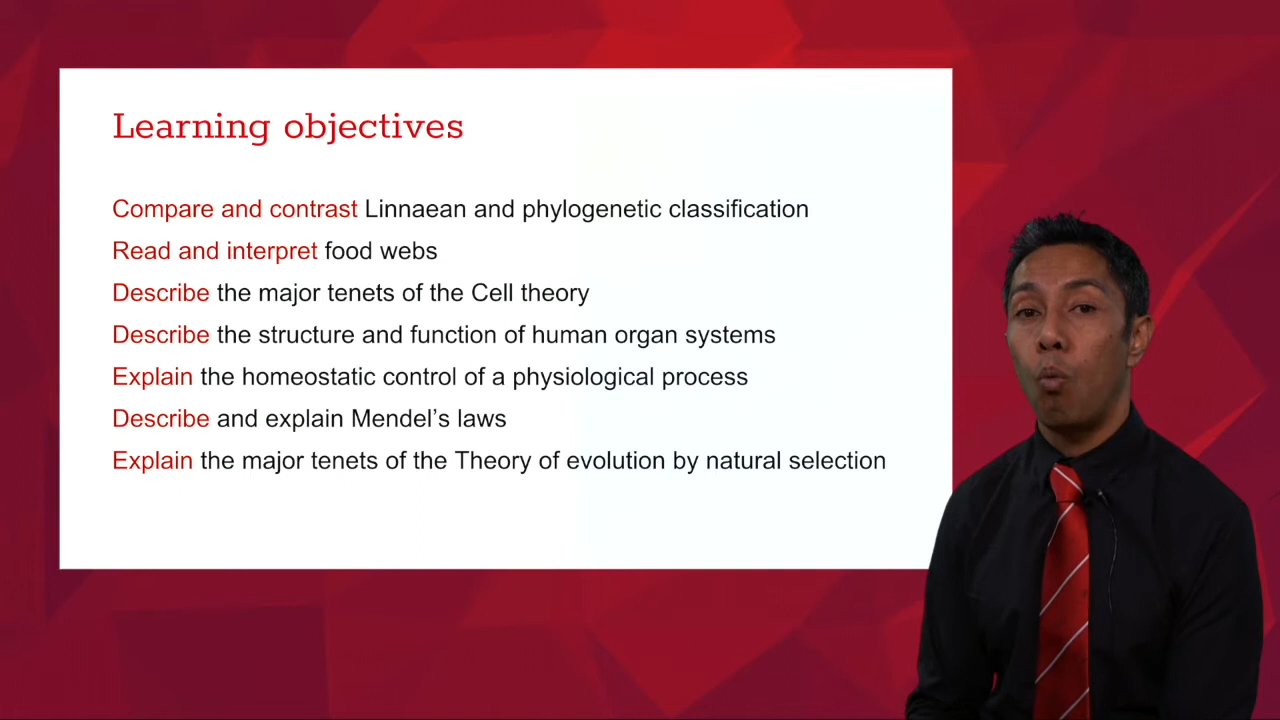 Learning objectives
Compare and contrast Linnaean and phylogenetic classification
Read and interpret food webs
Describe the major tenets of the Cell theory
Describe the structure and function of human organ systems
Explain the homeostatic control of a physiological process
Describe and explain Mendel’s laws
Explain the major tenets of the Theory of evolution by natural selection